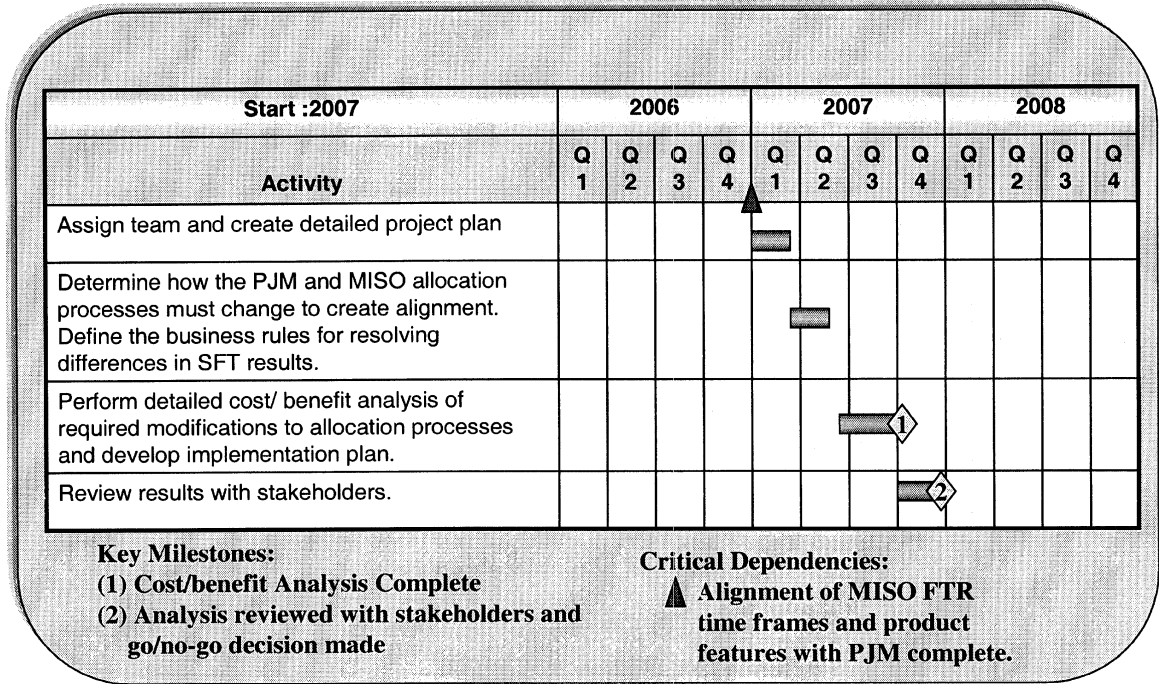 Start :2007 2006 2007 2008
Activity Q 1 Q 2 Q 3 Q 4 Q 1 Q 2 Q 3 Q 4 Q 1 Q 2 Q 3 Q 4
Assign team and create detailed project plan
Determine how the PJM and MISO allocation
processes must change to create alignment.
Define the business rules for resolving
differences in SFT results.
Perform detailed cost/ benefit analysis of
required modifications to allocation processes
and develop implementation plan.
1
Review results with stakeholders.
2
Key Milestones:
(1) Cost/benefit Analysis Complete
(2) Analysis reviewed with stakeholders and
go/no-go decision made
Critical Dependencies:
Alignment of MISO FTR
time frames and product
features with PJM complete.